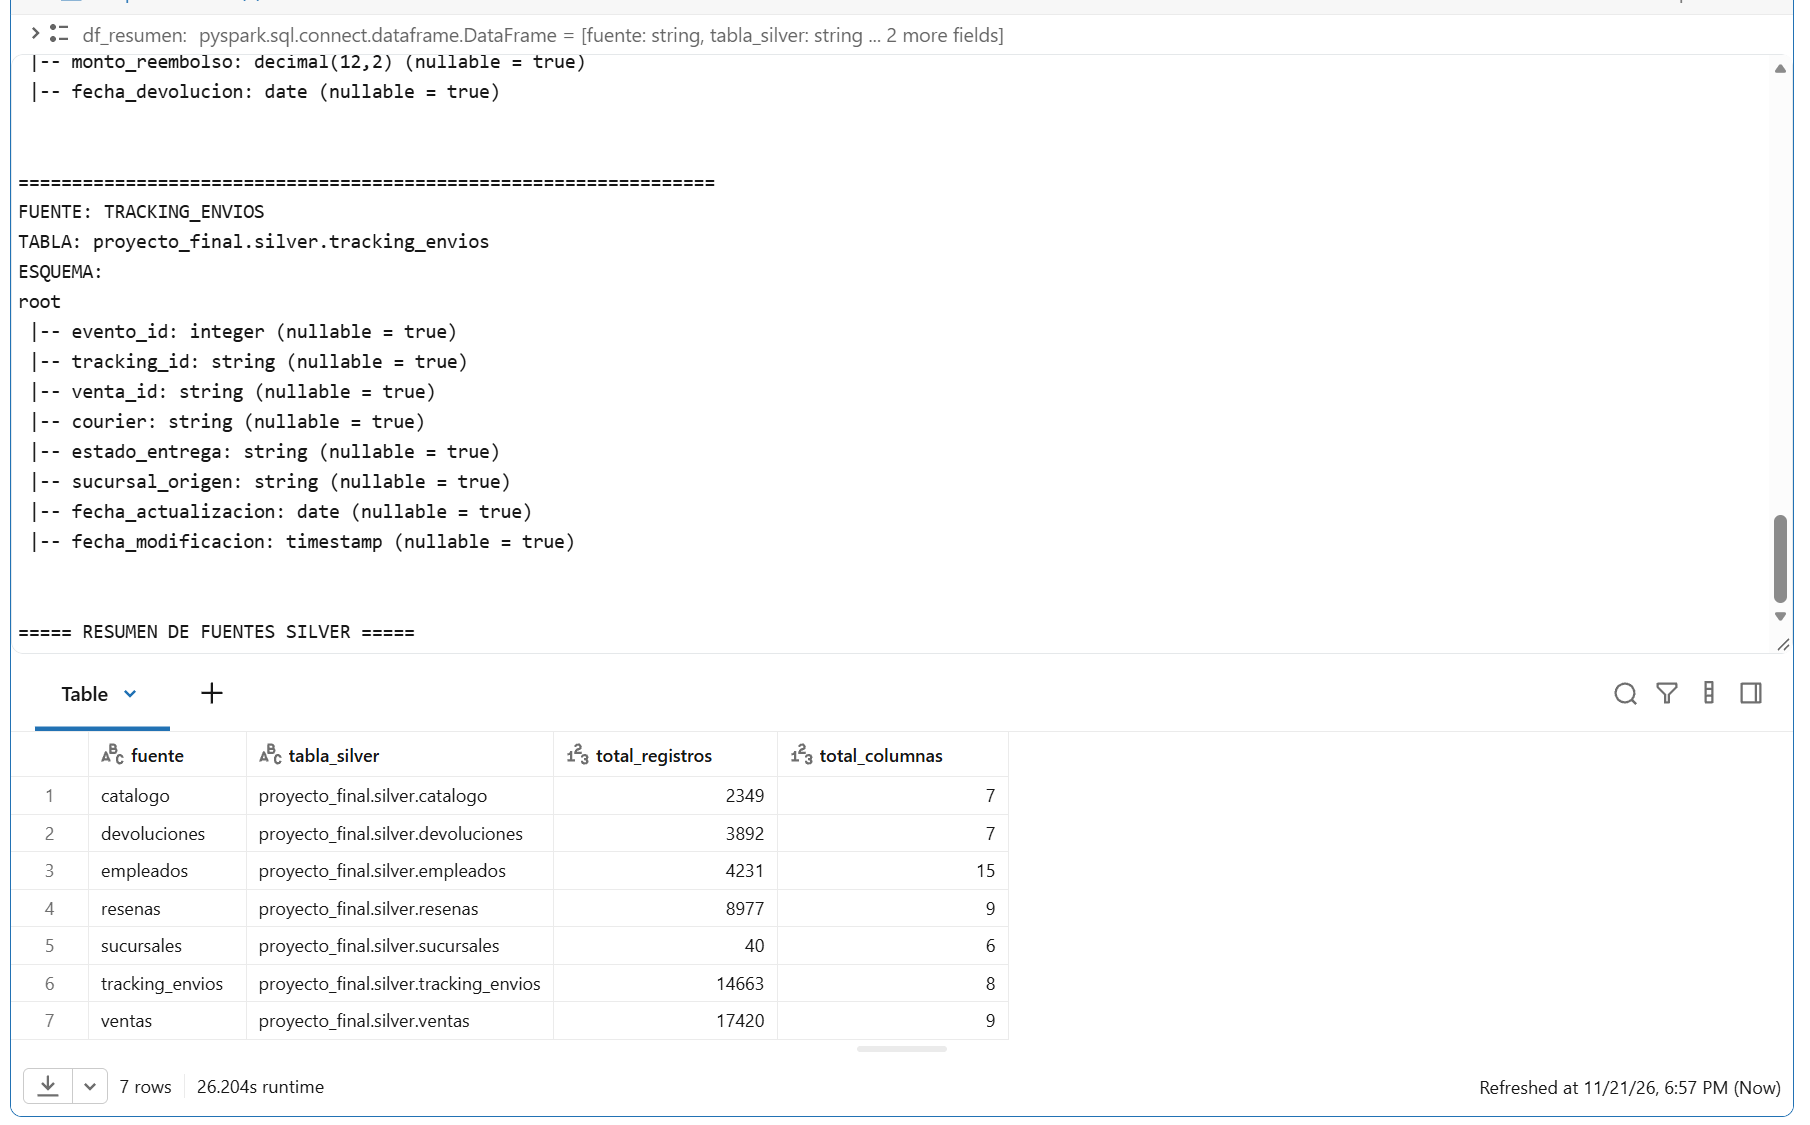 df_resumen: pyspark.sql.connect.dataframe.DataFrame = [fuente: string, tabla_silver: string ... 2 more fields]
|-- monto_reembolso: decimal(12,2) (nullable = true)
|-- fecha_devolucion: date (nullable = true)
=================================================================
FUENTE: TRACKING_ENVIOS
TABLA: proyecto_final.silver.tracking_envios
ESQUEMA:
root
|-- evento_id: integer (nullable = true)
|-- tracking_id: string (nullable = true)
|-- venta_id: string (nullable = true)
|-- courier: string (nullable = true)
|-- estado_entrega: string (nullable = true)
|-- sucursal_origen: string (nullable = true)
|-- fecha_actualizacion: date (nullable = true)
|-- fecha_modificacion: timestamp (nullable = true)
===== RESUMEN DE FUENTES SILVER =====
Table
fuente tabla_silver total_registros total_columnas
1 catalogo proyecto_final.silver.catalogo 2349 7
2 devoluciones proyecto_final.silver.devoluciones 3892 7
3 empleados proyecto_final.silver.empleados 4231 15
4 resenas proyecto_final.silver.resenas 8977 9
5 sucursales proyecto_final.silver.sucursales 40 6
6 tracking_envios proyecto_final.silver.tracking_envios 14663 8
7 ventas proyecto_final.silver.ventas 17420 9
7 rows 26.204s runtime Refreshed at 11/21/26, 6:57 PM (Now)